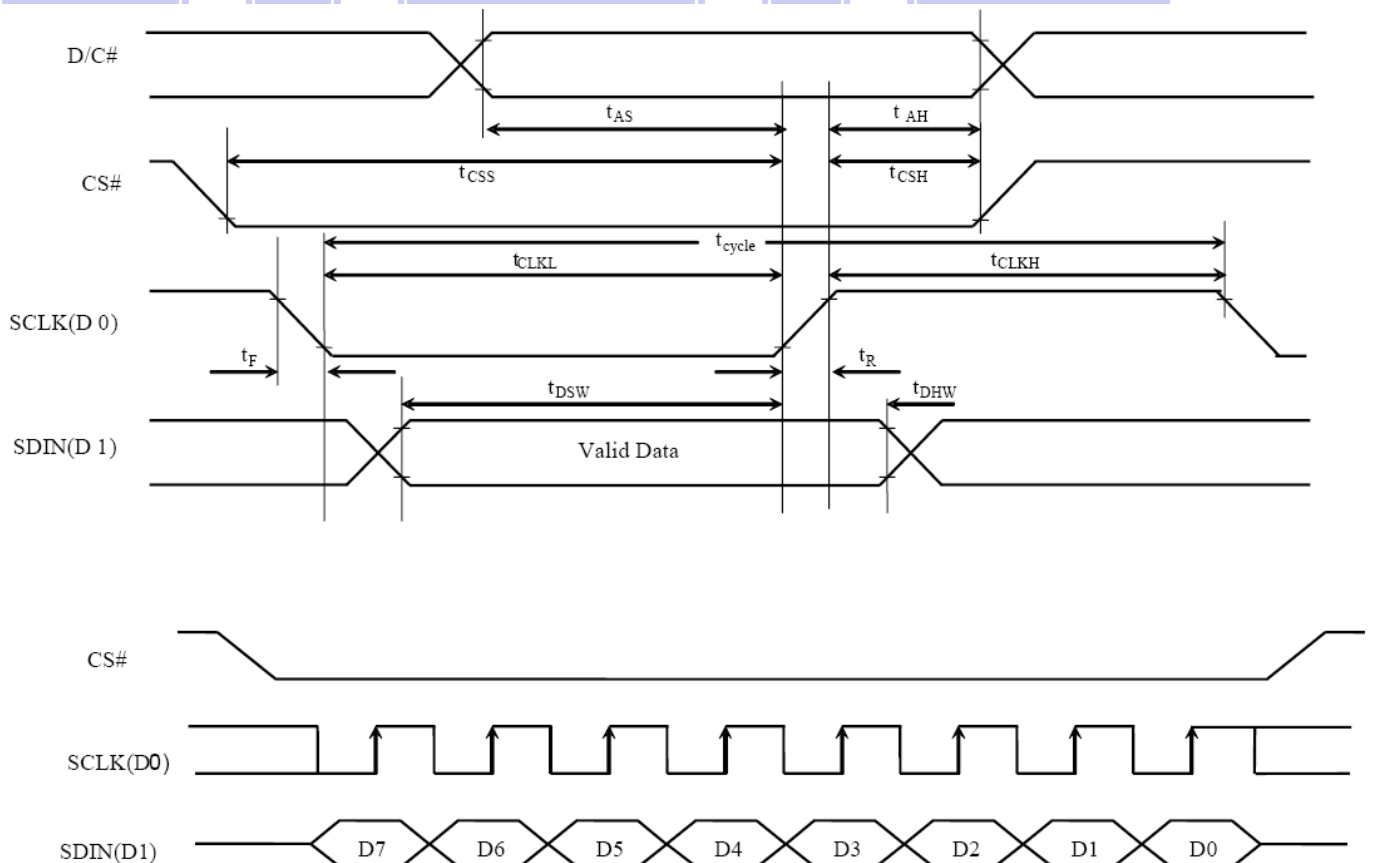 D/C#
tAS
t AH
CS#
tCSS
tCSH
tcycle
tCLKL
tCLKH
SCLK(D 0)
tF
tR
tDSW
tDHW
SDIN(D 1)
Valid Data
CS#
SCLK(D0)
SDIN(D1)
D7 D6 D5 D4 D3 D2 D1 D0